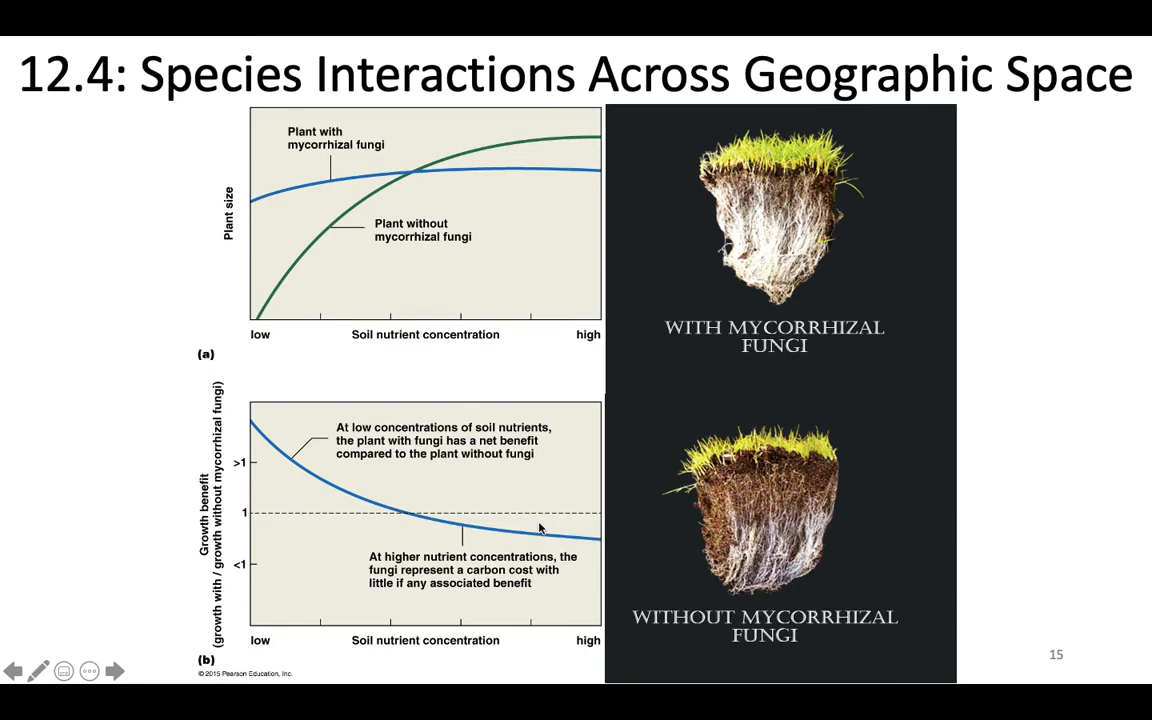 12.4: Species Interactions Across Geographic Space
Plant with
mycorrhizal fungi
Plant without
mycorrhizal fungi
Plant size
low
Soil nutrient concentration
high
(a)
WITH MYCORRHIZAL
FUNGI
Growth benefit
(growth with / growth without mycorrhizal fungi)
>1
1
<1
At low concentrations of soil nutrients,
the plant with fungi has a net benefit
compared to the plant without fungi
At higher nutrient concentrations, the
fungi represent a carbon cost with
little if any associated benefit
low
Soil nutrient concentration
high
(b)
© 2015 Pearson Education, Inc.
WITHOUT MYCORRHIZAL
FUNGI
15